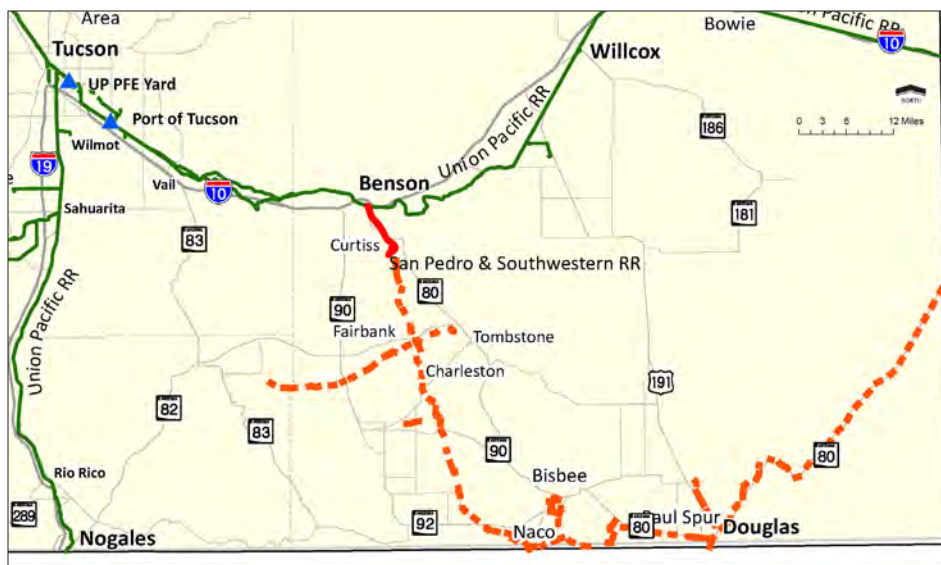 Area
Tucson
UP PFE Yard
Port of Tucson
Wilmot
19
Vail
10
Sahuarita
83
Union Pacific RR
Rio Rico
289
Nogales
82
83
Benson
Curtiss
San Pedro & Southwestern RR
90
80
Fairbank
Tombstone
Charleston
90
92
Bisbee
Naco
80
Douglas
191
80
Union Pacific RR
Willcox
Bowie
Pacific RR
10
NORTH
0 3 6 12 Miles
186
181